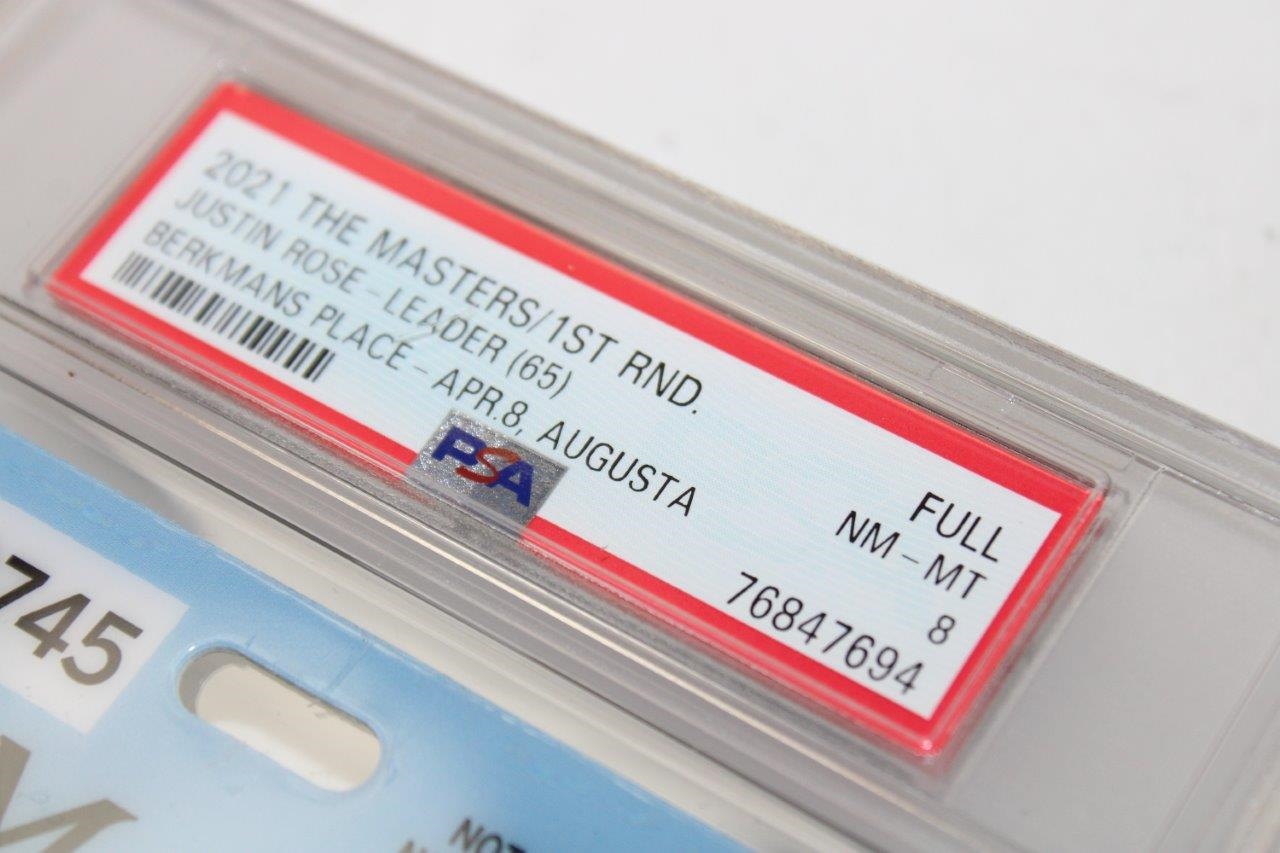 2021 THE MASTERS/1ST RND.
JUSTIN ROSE-LEADER (65)
BERKMANS PLACE - APR.8, AUGUSTA
FULL
NM-MT
8
76847694
PSA
745
M
NOT